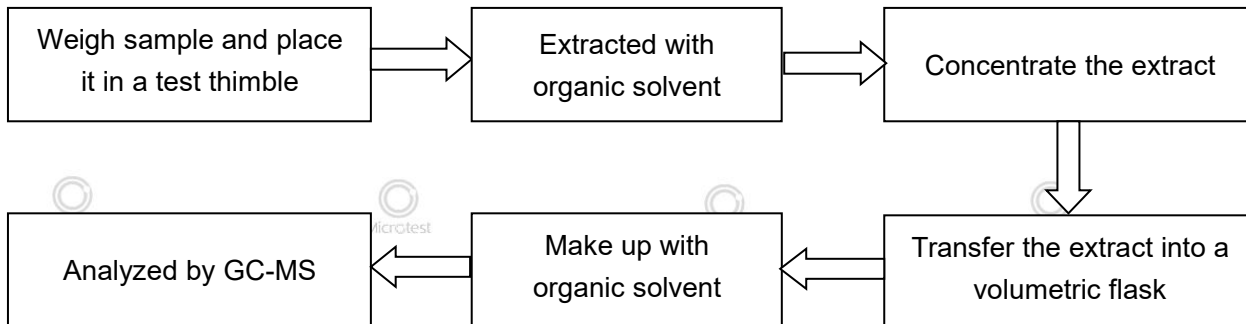 Weigh sample and place
it in a test thimble
Extracted with
organic solvent
Concentrate the extract
Transfer the extract into a
volumetric flask
Make up with
organic solvent
Analyzed by GC-MS
Microtest